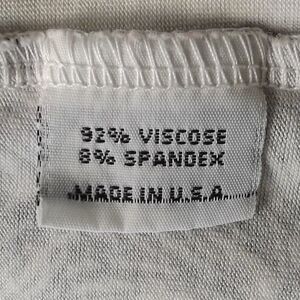 92% VISCOSE
8% SPANDEX
MADE IN U.S.A.